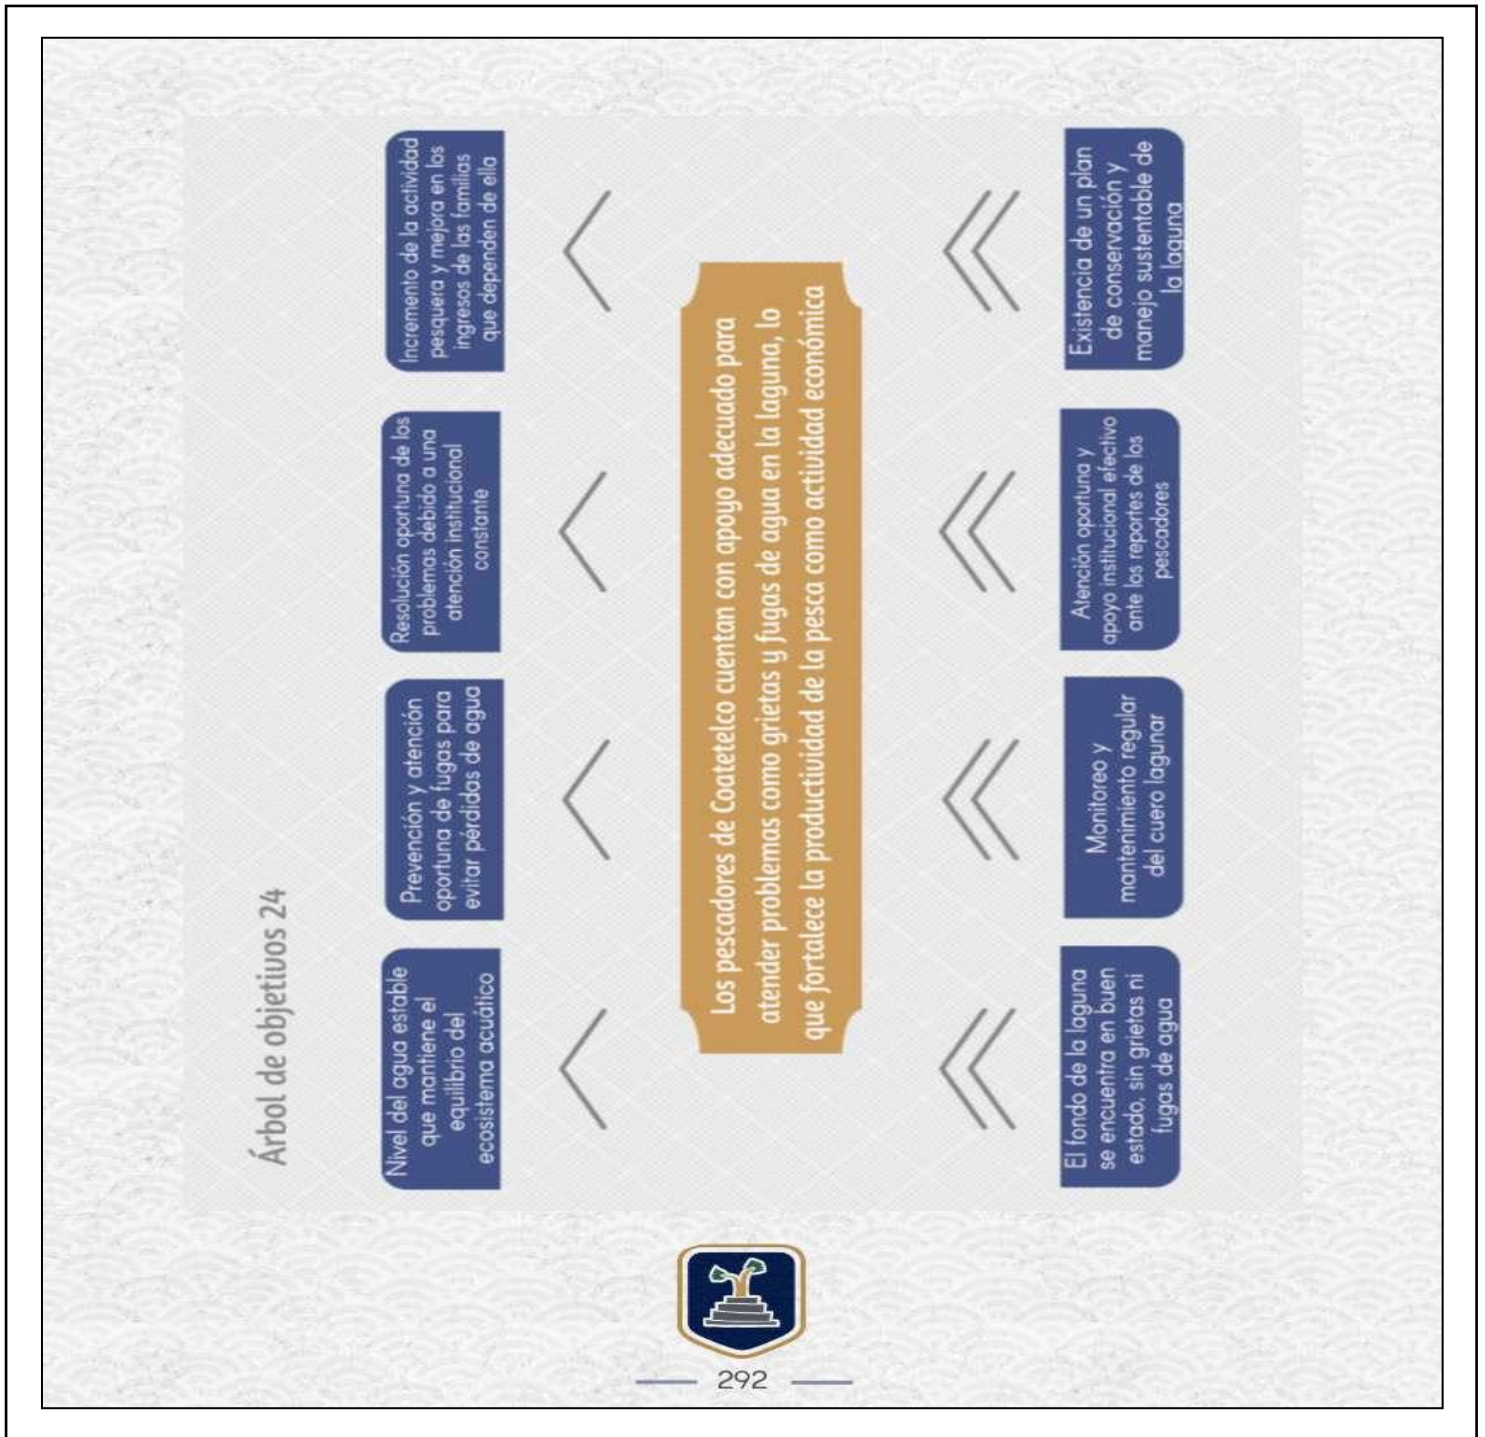 Árbol de objetivos 24
Nivel del agua estable
que mantiene el
equilibrio del
ecosistema acuático
Prevención y atención
oportuna de fugas para
evitar pérdidas de agua
Resolución oportuna de los
problemas debido a una
atención institucional
constante
Incremento de la actividad
pesquera y mejora en los
ingresos de las familias
que dependen de ella
Los pescadores de Coatetelco cuentan con apoyo adecuado para
atender problemas como grietas y fugas de agua en la laguna, lo
que fortalece la productividad de la pesca como actividad económica
El fondo de la laguna
se encuentra en buen
estado, sin grietas ni
fugas de agua
Monitoreo y
mantenimiento regular
del cuero lagunar
Atención oportuna y
apoyo institucional efectivo
ante los reportes de los
pescadores
Existencia de un plan
de conservación y
manejo sustentable de
la laguna
292